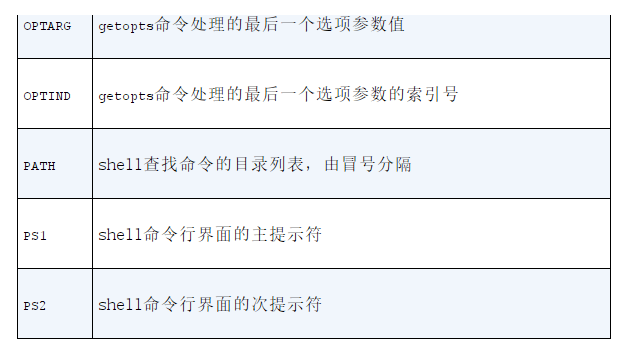 OPTARG getopts命令处理的最后一个选项参数值
OPTIND getopts命令处理的最后一个选项参数的索引号
PATH shell查找命令的目录列表，由冒号分隔
PS1 shell命令行界面的主提示符
PS2 shell命令行界面的次提示符